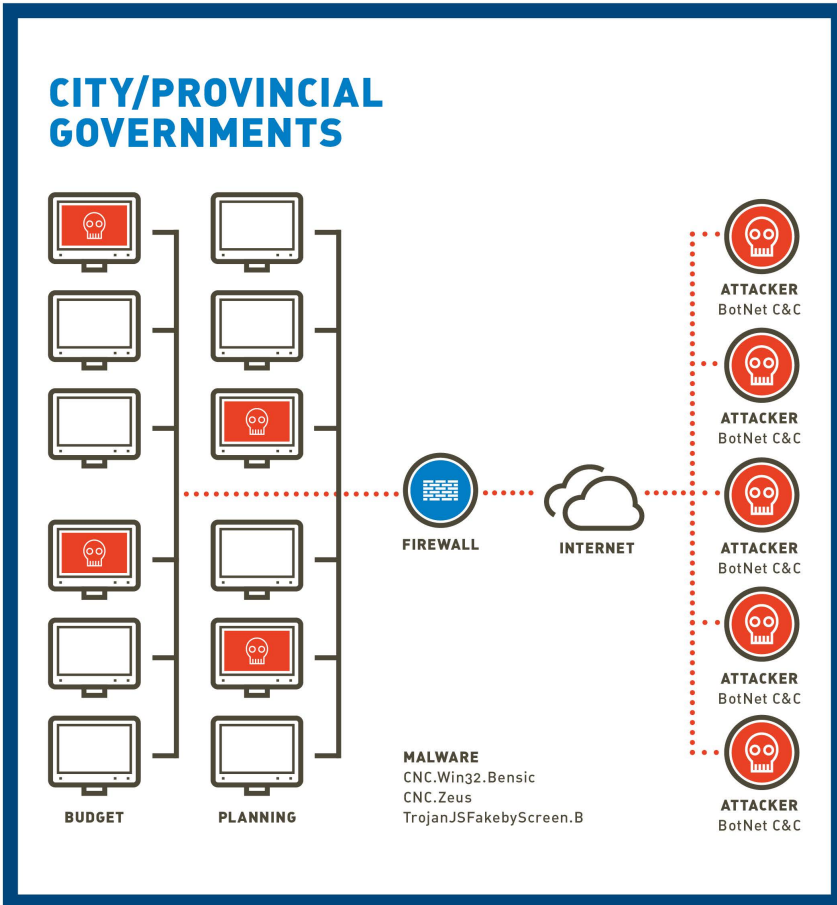 CITY/PROVINCIAL
GOVERNMENTS
ATTACKER
BotNet C&C
ATTACKER
BotNet C&C
FIREWALL
INTERNET
ATTACKER
BotNet C&C
ATTACKER
BotNet C&C
MALWARE
CNC.Win32.Bensic
CNC.Zeus
TrojanJSFakebyScreen.B
BUDGET
PLANNING
ATTACKER
BotNet C&C